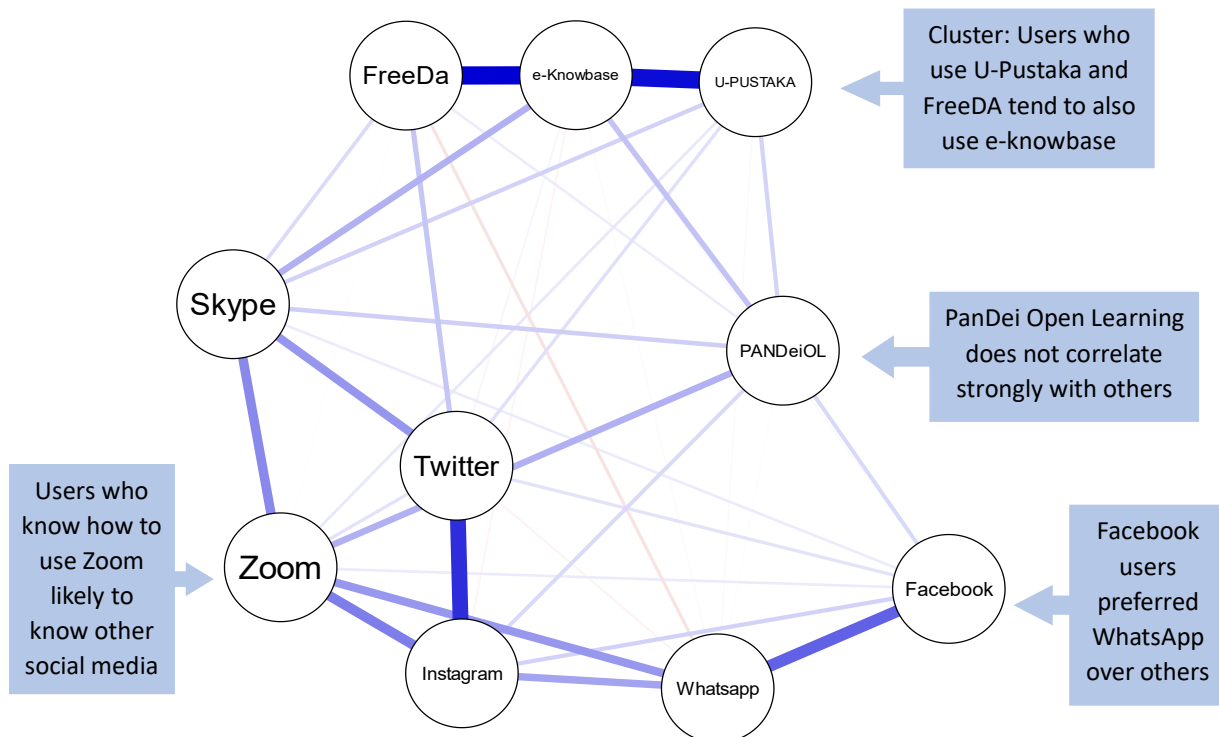 Cluster: Users who
use U-Pustaka and
FreeDA tend to also
use e-knowbase
FreeDa
e-Knowbase
U-PUSTAKA
Skype
PANDeiOL
PanDei Open Learning
does not correlate
strongly with others
Twitter
Users who
know how to
use Zoom
likely to
know other
social media
Zoom
Facebook
Facebook
users
preferred
WhatsApp
over others
Instagram
Whatsapp